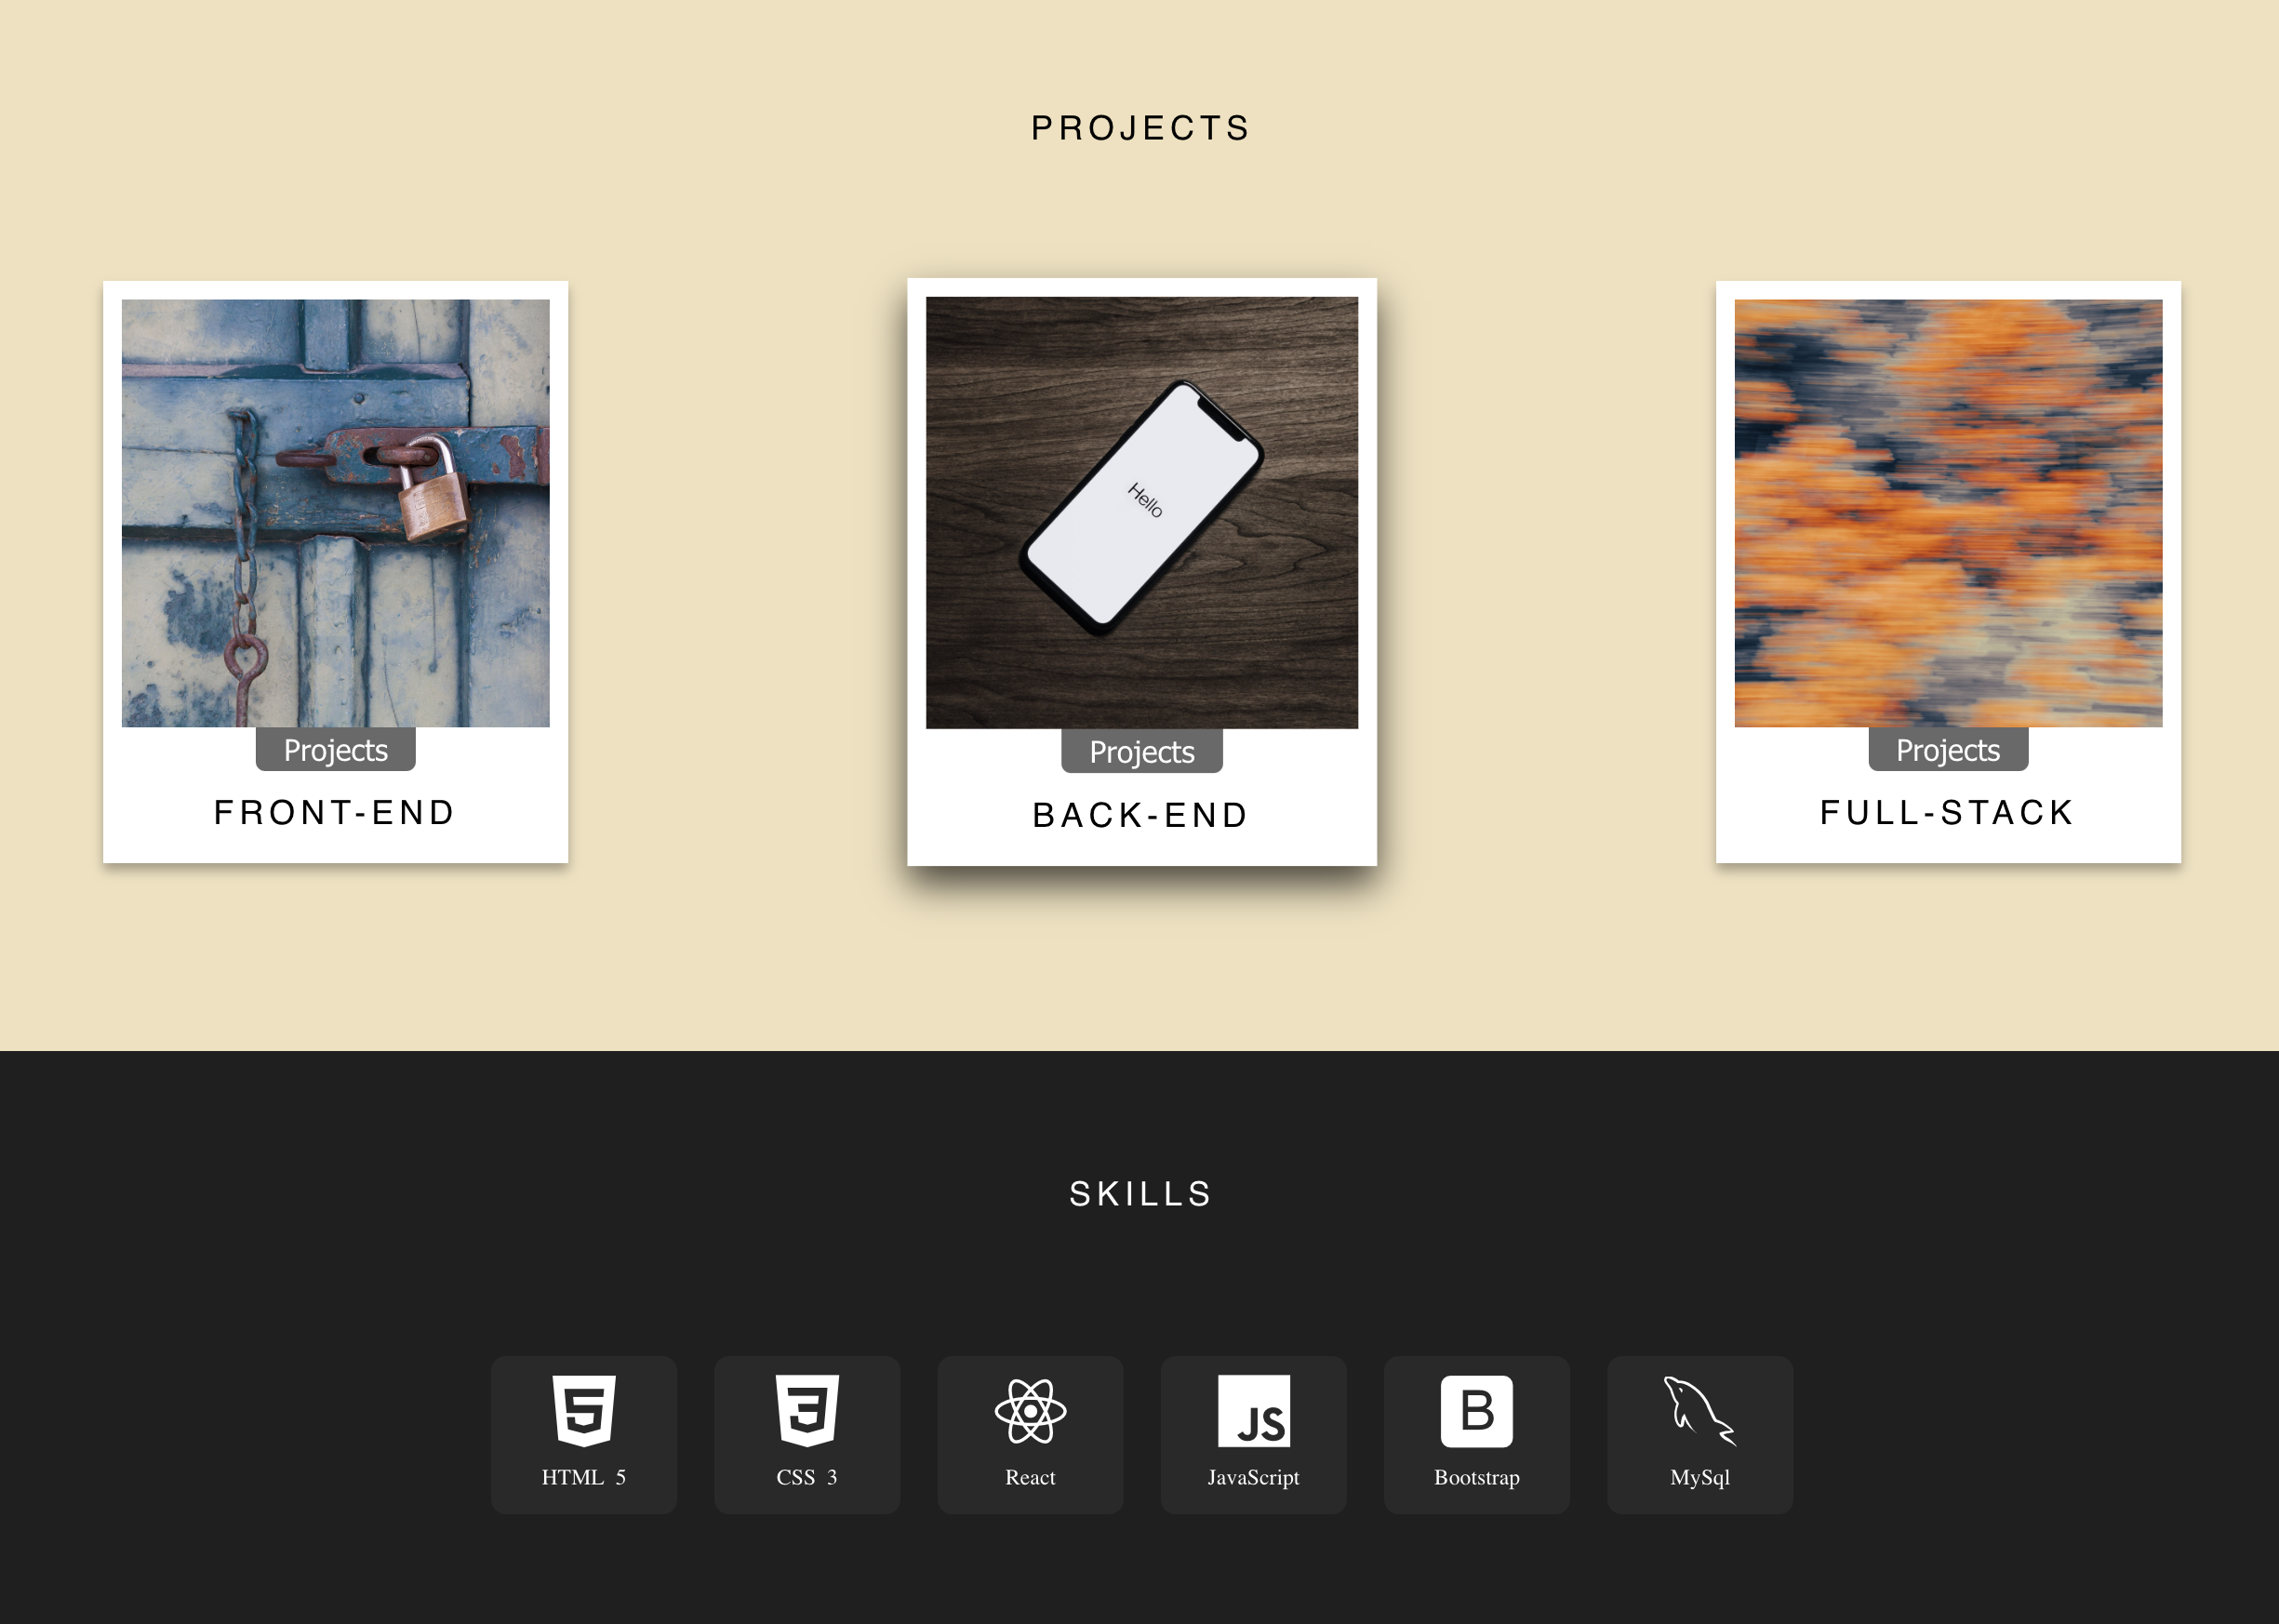 PROJECTS
Hello
Projects
Projects
Projects
FRONT-END
BACK-END
FULL-STACK
SKILLS
5
3
JS
B
HTML 5
CSS 3
React
JavaScript
Bootstrap
MySql